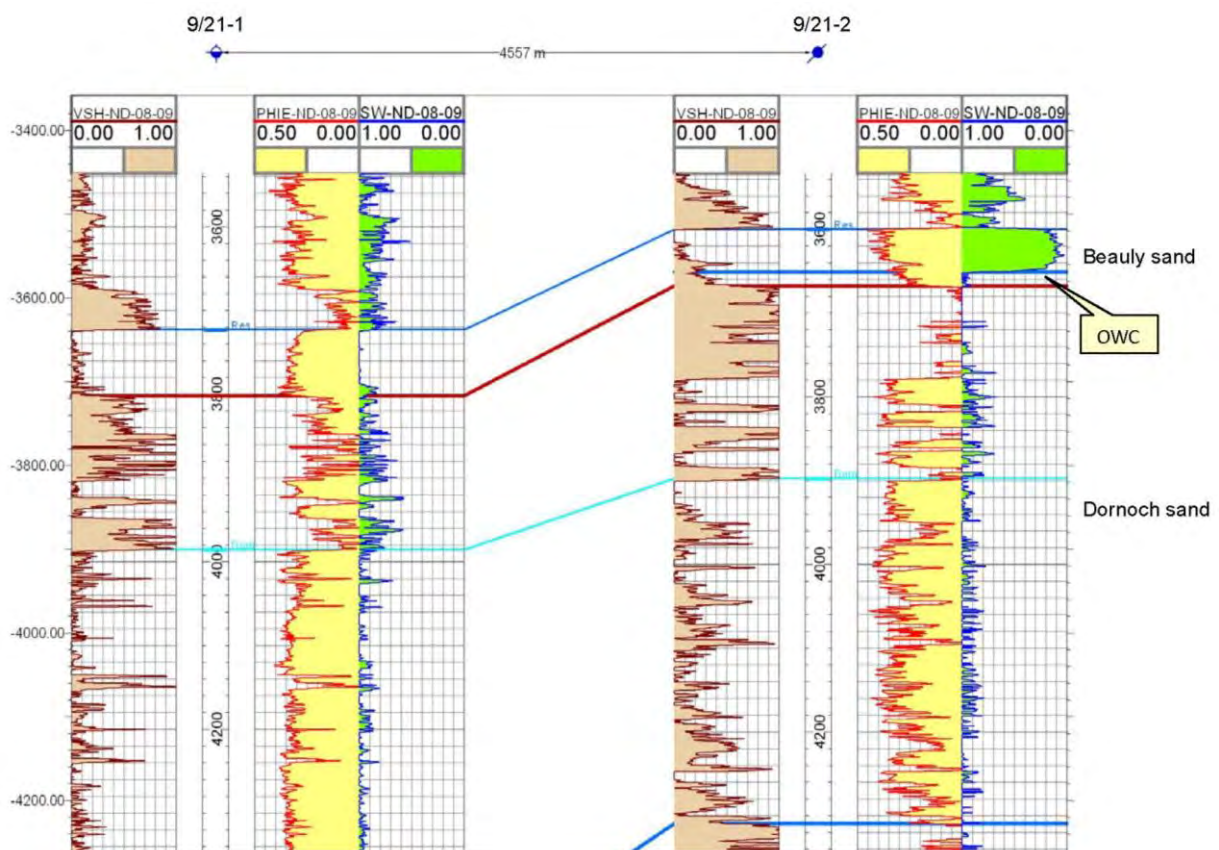 9/21-1 9/21-2
4557 m
VSH-ND-08-09 PHIE-ND-08-09 SW-ND-08-09 VSH-ND-08-09 PHIE-ND-08-09 SW-ND-08-09
-3400.00 0.00 1.00 0.50 0.00 1.00 0.00 0.00 1.00 0.50 0.00 1.00 0.00
3600 3600 Res
Beauly sand
-3600.00
Res OWC
3800 3800
-3800.00
Dornoch sand
4000 4000
-4000.00
4200 4200
-4200.00